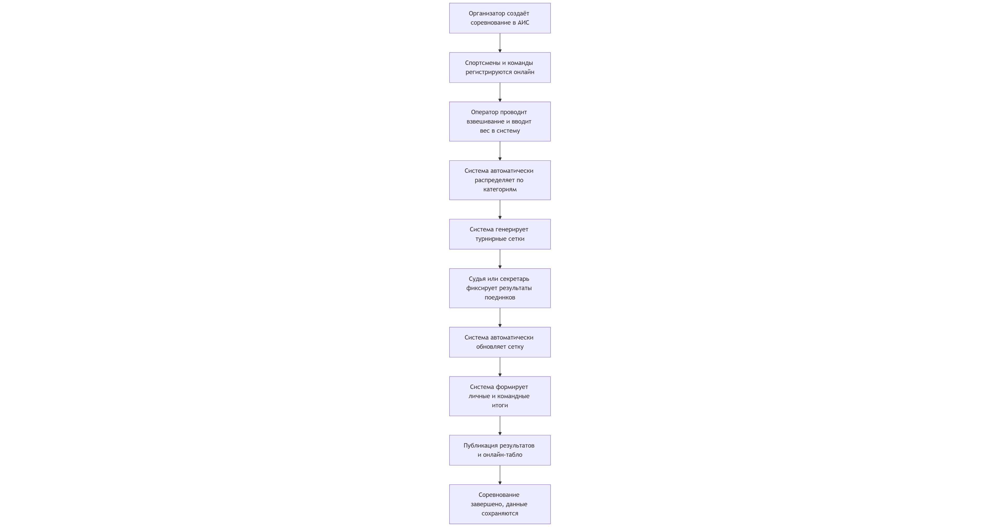 Организатор создаёт
соревнование в АИС
Спортсмены и команды
регистрируются онлайн
Оператор проводит
взвешивание и вводит
вес в систему
Система автоматически
распределяет по
категориям
Система генерирует
турнирные сетки
Судья или секретарь
фиксирует результаты
поединков
Система автоматически
обновляет сетку
Система формирует
личные и командные
итоги
Публикация результатов
и онлайн-табло
Соревнование
завершено, данные
сохраняются